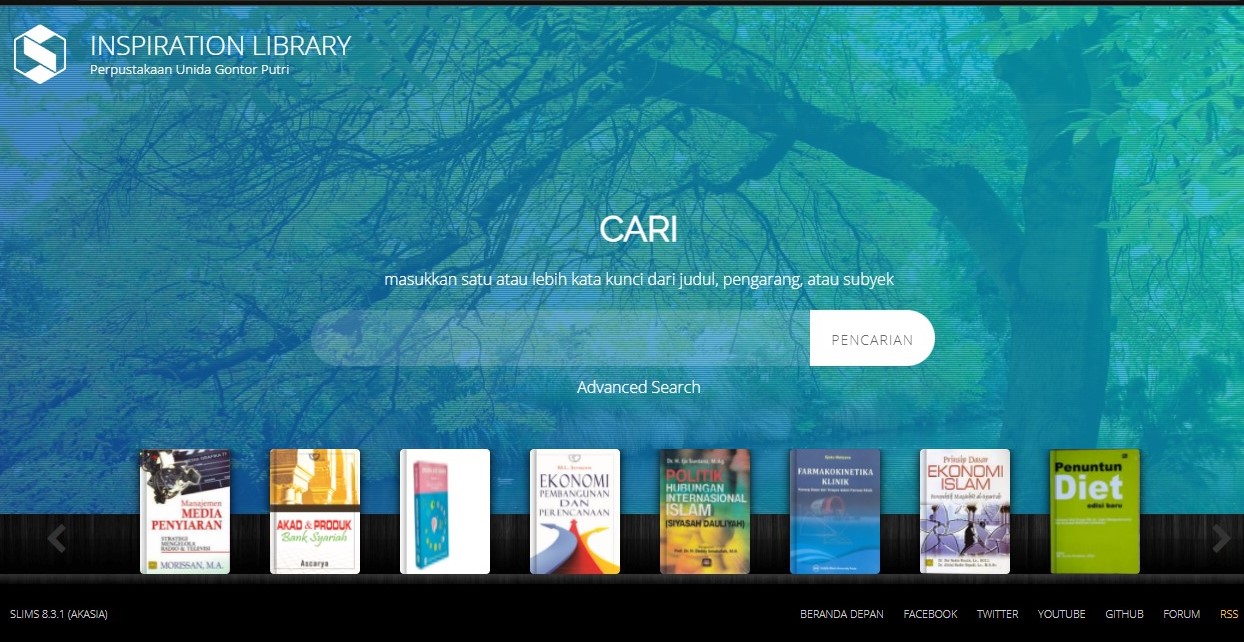 INSPIRATION LIBRARY
Perpustakaan Unida Gontor Putri
CARI
masukkan satu atau lebih kata kunci dari judul, pengarang, atau subyek
PENCARIAN
Advanced Search
Manajemen
MEDIA
PENYIARAN
STRATEGI
MENGELOLA
RADIO & TELEVISI
MORISSAN, M.A.
AKAD & PRODUK
Bank Syariah
Ascarya
EKONOMI
PEMBANGUNAN
DAN
PERENCANAAN
POLITIK
HUBUNGAN
INTERNASIONAL
ISLAM
(SIYASAH DAULIYAH)
FARMAKOKINETIKA
KLINIK
Prinsip Dasar
EKONOMI
ISLAM
Penuntun
Diet
edisi baru
SLIMS 8.3.1 (AKASIA)
BERANDA DEPAN FACEBOOK TWITTER YOUTUBE GITHUB FORUM RSS